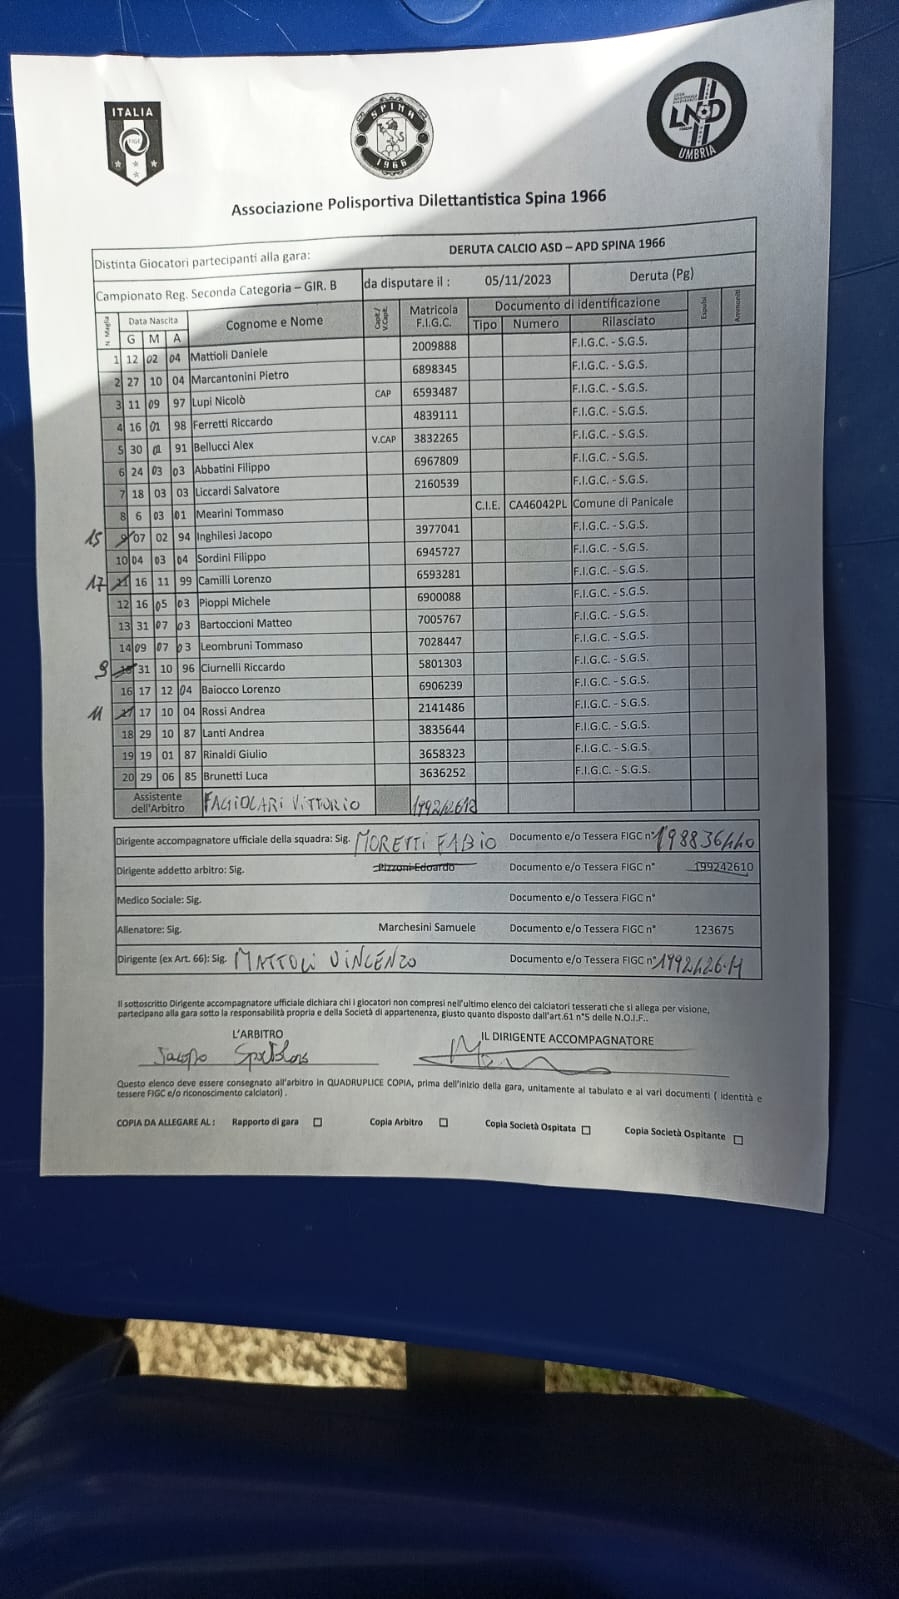 ITALIA
FIGC
SPINA
1966
LND
UMBRIA
Associazione Polisportiva Dilettantistica Spina 1966
Distinta Giocatori partecipanti alla gara: DERUTA CALCIO ASD – APD SPINA 1966
Campionato Reg. Seconda Categoria – GIR. B da disputare il : 05/11/2023 Deruta (Pg)
N. Maglia Data Nascita Cognome e Nome Capit./ V.Capit. Matricola F.I.G.C. Documento di identificazione Espulsi Ammoniti
G M A Tipo Numero Rilasciato
1 12 02 04 Mattioli Daniele 2009888 F.I.G.C. - S.G.S.
2 27 10 04 Marcantonini Pietro 6898345 F.I.G.C. - S.G.S.
3 11 09 97 Lupi Nicolò CAP 6593487 F.I.G.C. - S.G.S.
4 16 01 98 Ferretti Riccardo 4839111 F.I.G.C. - S.G.S.
5 30 91 Bellucci Alex V.CAP 3832265 F.I.G.C. - S.G.S.
6 24 03 03 Abbatini Filippo 6967809 F.I.G.C. - S.G.S.
7 18 03 03 Liccardi Salvatore 2160539 F.I.G.C. - S.G.S.
8 6 03 01 Mearini Tommaso C.I.E. CA46042PL Comune di Panicale
15 9 07 02 94 Inghilesi Jacopo 3977041 F.I.G.C. - S.G.S.
10 04 03 04 Sordini Filippo 6945727 F.I.G.C. - S.G.S.
17 11 16 11 99 Camilli Lorenzo 6593281 F.I.G.C. - S.G.S.
12 16 05 03 Pioppi Michele 6900088 F.I.G.C. - S.G.S.
13 31 07 03 Bartoccioni Matteo 7005767 F.I.G.C. - S.G.S.
14 09 07 03 Leombruni Tommaso 7028447 F.I.G.C. - S.G.S.
9 15 31 10 96 Ciurnelli Riccardo 5801303 F.I.G.C. - S.G.S.
16 17 12 04 Baiocco Lorenzo 6906239 F.I.G.C. - S.G.S.
11 17 17 10 04 Rossi Andrea 2141486 F.I.G.C. - S.G.S.
18 29 10 87 Lanti Andrea 3835644 F.I.G.C. - S.G.S.
19 19 01 87 Rinaldi Giulio 3658323 F.I.G.C. - S.G.S.
20 29 06 85 Brunetti Luca 3636252 F.I.G.C. - S.G.S.
Assistente dell'Arbitro FAGIOLARI VITTORIO
Dirigente accompagnatore ufficiale della squadra: Sig. MORETTI FABIO Documento e/o Tessera FIGC n° 198836440
Dirigente addetto arbitro: Sig. Pizzoni Edoardo Documento e/o Tessera FIGC n° 199242610
Medico Sociale: Sig. Documento e/o Tessera FIGC n°
Allenatore: Sig. Marchesini Samuele Documento e/o Tessera FIGC n° 123675
Dirigente (ex Art. 66): Sig. MATTOLI VINCENZO Documento e/o Tessera FIGC n°
Il sottoscritto Dirigente accompagnatore ufficiale dichiara chi i giocatori non compresi nell'ultimo elenco dei calciatori tesserati che si allega per visione,
partecipano alla gara sotto la responsabilità propria e della Società di appartenenza, giusto quanto disposto dall'art.61 n°5 delle N.O.I.F..
L'ARBITRO IL DIRIGENTE ACCOMPAGNATORE
Jacopo
Questo elenco deve essere consegnato all'arbitro in QUADRUPLICE COPIA, prima dell'inizio della gara, unitamente al tabulato e ai vari documenti ( identità e
tessere FIGC e/o riconoscimento calciatori) .
COPIA DA ALLEGARE AL : Rapporto di gara Copia Arbitro Copia Società Ospitata Copia Società Ospitante